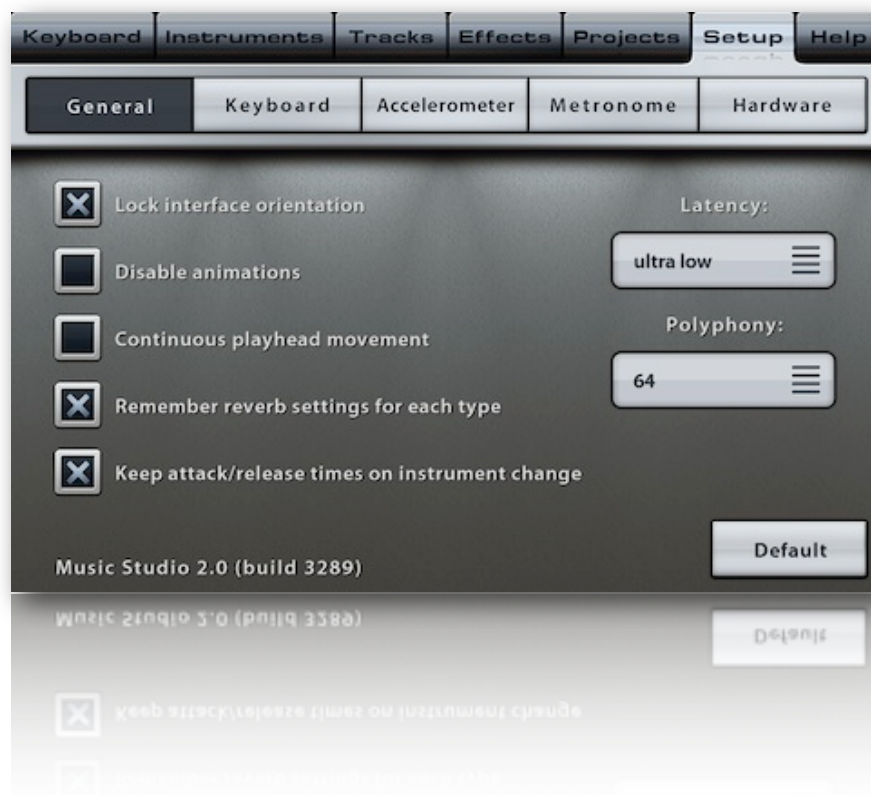 Keyboard Instruments Tracks Effects Projects Setup Help
General Keyboard Accelerometer Metronome Hardware
Lock interface orientation
Disable animations
Continuous playhead movement
Remember reverb settings for each type
Keep attack/release times on instrument change
Latency:
ultra low
Polyphony:
64
Music Studio 2.0 (build 3289)
Default